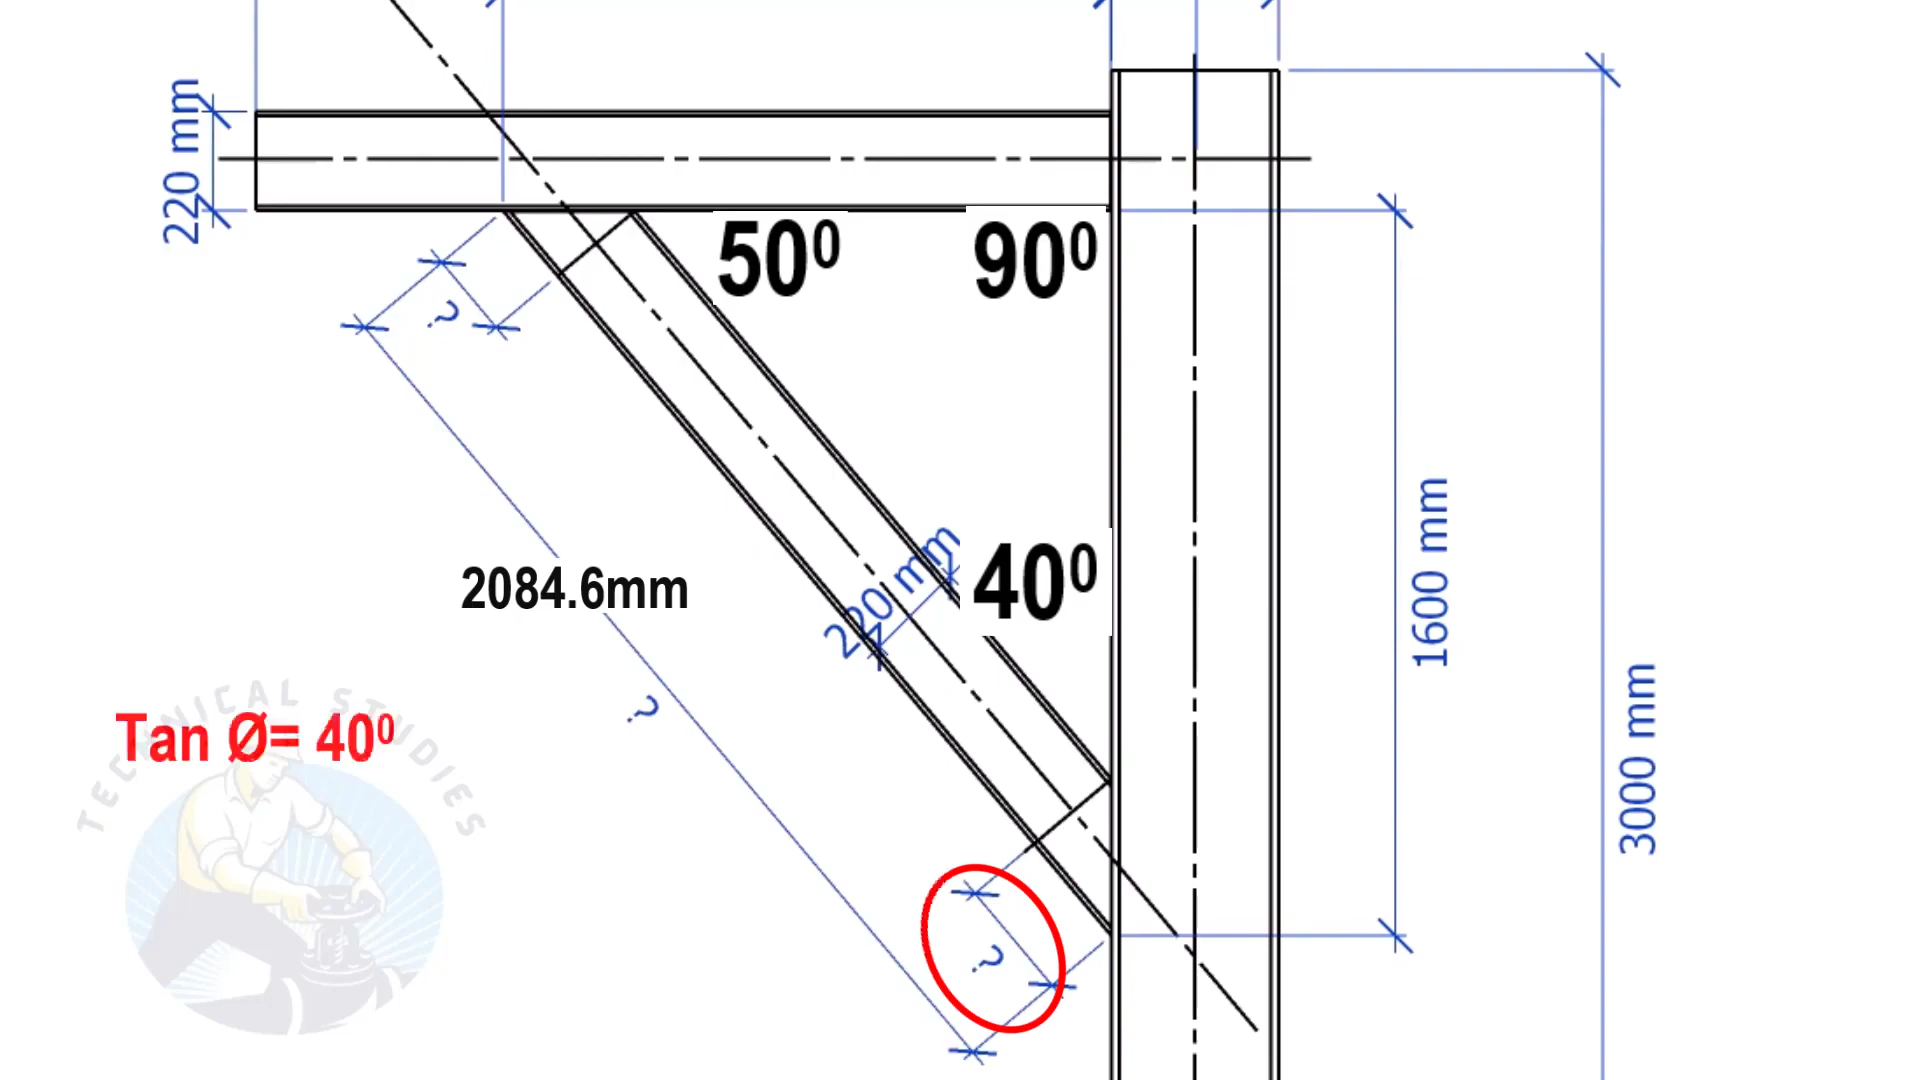 220 mm
50⁰
90⁰
?
220 mm
40⁰
2084.6mm
1600 mm
?
3000 mm
Tan Ø= 40⁰
TECHNICAL STUDIES
?